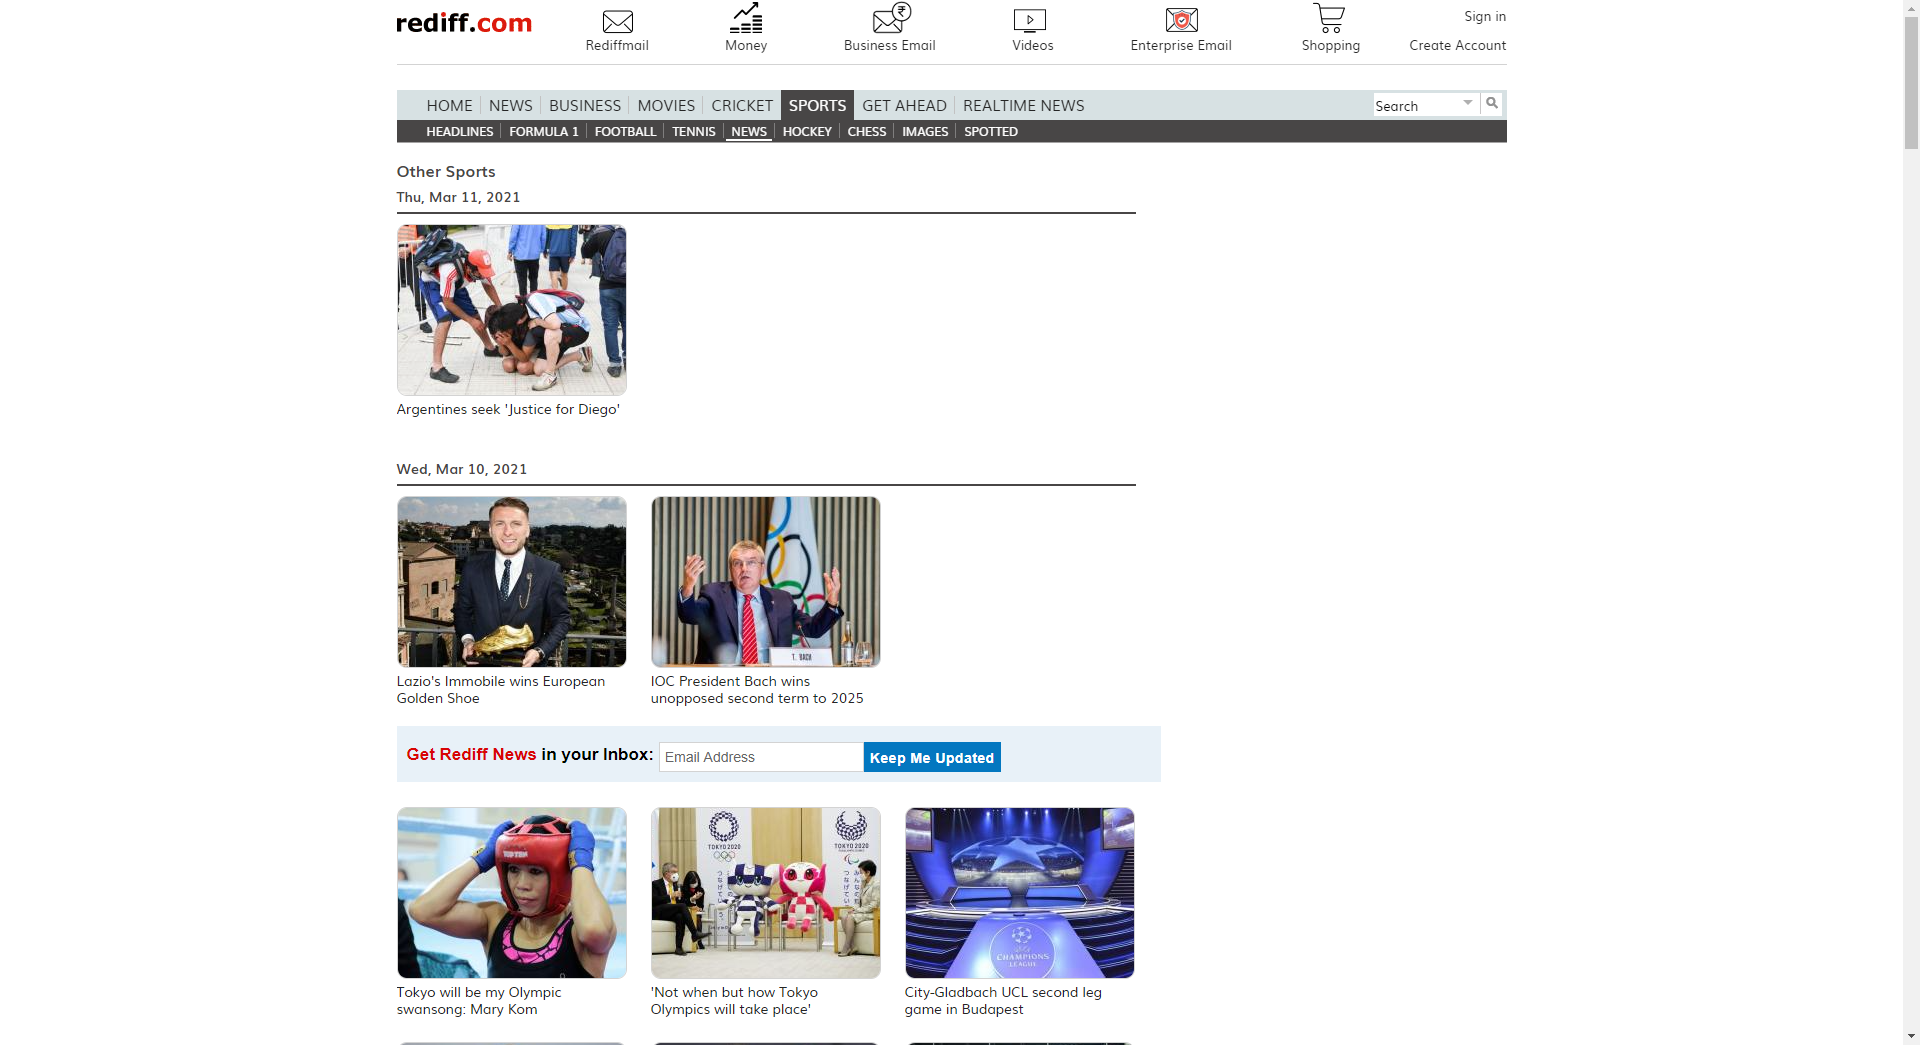 rediff.com
Rediffmail
Money
Business Email
Videos
Enterprise Email
Shopping
Sign in
Create Account
HOME NEWS BUSINESS MOVIES CRICKET SPORTS GET AHEAD REALTIME NEWS
Search
HEADLINES FORMULA 1 FOOTBALL TENNIS NEWS HOCKEY CHESS IMAGES SPOTTED
Other Sports
Thu, Mar 11, 2021
Argentines seek 'Justice for Diego'
Wed, Mar 10, 2021
T. BACH
Lazio's Immobile wins European
Golden Shoe
IOC President Bach wins
unopposed second term to 2025
Get Rediff News in your Inbox:
Email Address
Keep Me Updated
TOP TEN
TOKYO 2020
TOKYO 2020
CHAMPIONS
LEAGUE
Tokyo will be my Olympic
swansong: Mary Kom
'Not when but how Tokyo
Olympics will take place'
City-Gladbach UCL second leg
game in Budapest